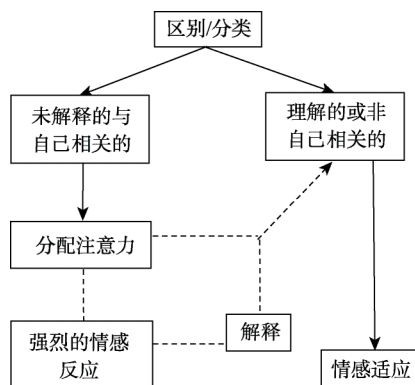 区别/分类
未解释的与
自己相关的
理解的或非
自己相关的
分配注意力
解释
强烈的情感
反应
情感适应